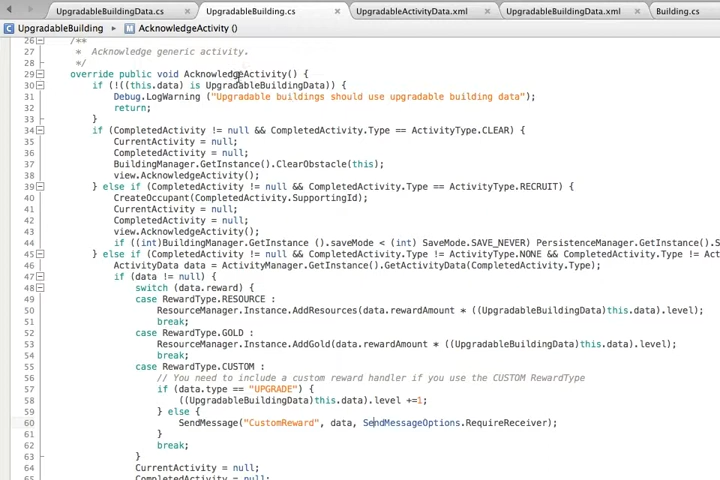 UpgradableBuildingData.cs × UpgradableBuilding.cs × UpgradableActivityData.xml × UpgradableBuildingData.xml × Building.cs
UpgradableBuilding ▸ M AcknowledgeActivity ()
26 /**
27 * Acknowledge generic activity.
28 */
29 override public void AcknowledgeActivity() {
30 if (!((this.data) is UpgradableBuildingData)) {
31 Debug.LogWarning ("Upgradable buildings should use upgradable building data");
32 return;
33 }
34 if (CompletedActivity != null && CompletedActivity.Type == ActivityType.CLEAR) {
35 CurrentActivity = null;
36 CompletedActivity = null;
37 BuildingManager.GetInstance().ClearObstacle(this);
38 view.AcknowledgeActivity();
39 } else if (CompletedActivity != null && CompletedActivity.Type == ActivityType.RECRUIT) {
40 CreateOccupant(CompletedActivity.SupportingId);
41 CurrentActivity = null;
42 CompletedActivity = null;
43 view.AcknowledgeActivity();
44 if ((int)BuildingManager.GetInstance ().saveMode < (int) SaveMode.SAVE_NEVER) PersistenceManager.GetInstance().S
45 } else if (CompletedActivity != null && CompletedActivity.Type != ActivityType.NONE && CompletedActivity.Type != Act
46 ActivityData data = ActivityManager.GetInstance().GetActivityData(CompletedActivity.Type);
47 if (data != null) {
48 switch (data.reward) {
49 case RewardType.RESOURCE :
50 ResourceManager.Instance.AddResources(data.rewardAmount * ((UpgradableBuildingData)this.data).level);
51 break;
52 case RewardType.GOLD :
53 ResourceManager.Instance.AddGold(data.rewardAmount * ((UpgradableBuildingData)this.data).level);
54 break;
55 case RewardType.CUSTOM :
56 // You need to include a custom reward handler if you use the CUSTOM RewardType
57 if (data.type == "UPGRADE") {
58 ((UpgradableBuildingData)this.data).level +=1;
59 } else {
60 SendMessage("CustomReward", data, SendMessageOptions.RequireReceiver);
61 }
62 break;
63 }
64 CurrentActivity = null;
65 CompletedActivity = null;